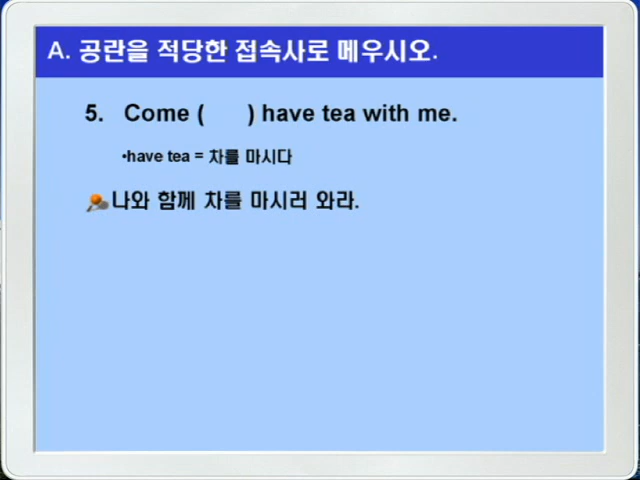 A. 공란을 적당한 접속사로 메우시오.
5. Come ( ) have tea with me.
•have tea = 차를 마시다
나와 함께 차를 마시러 와라.